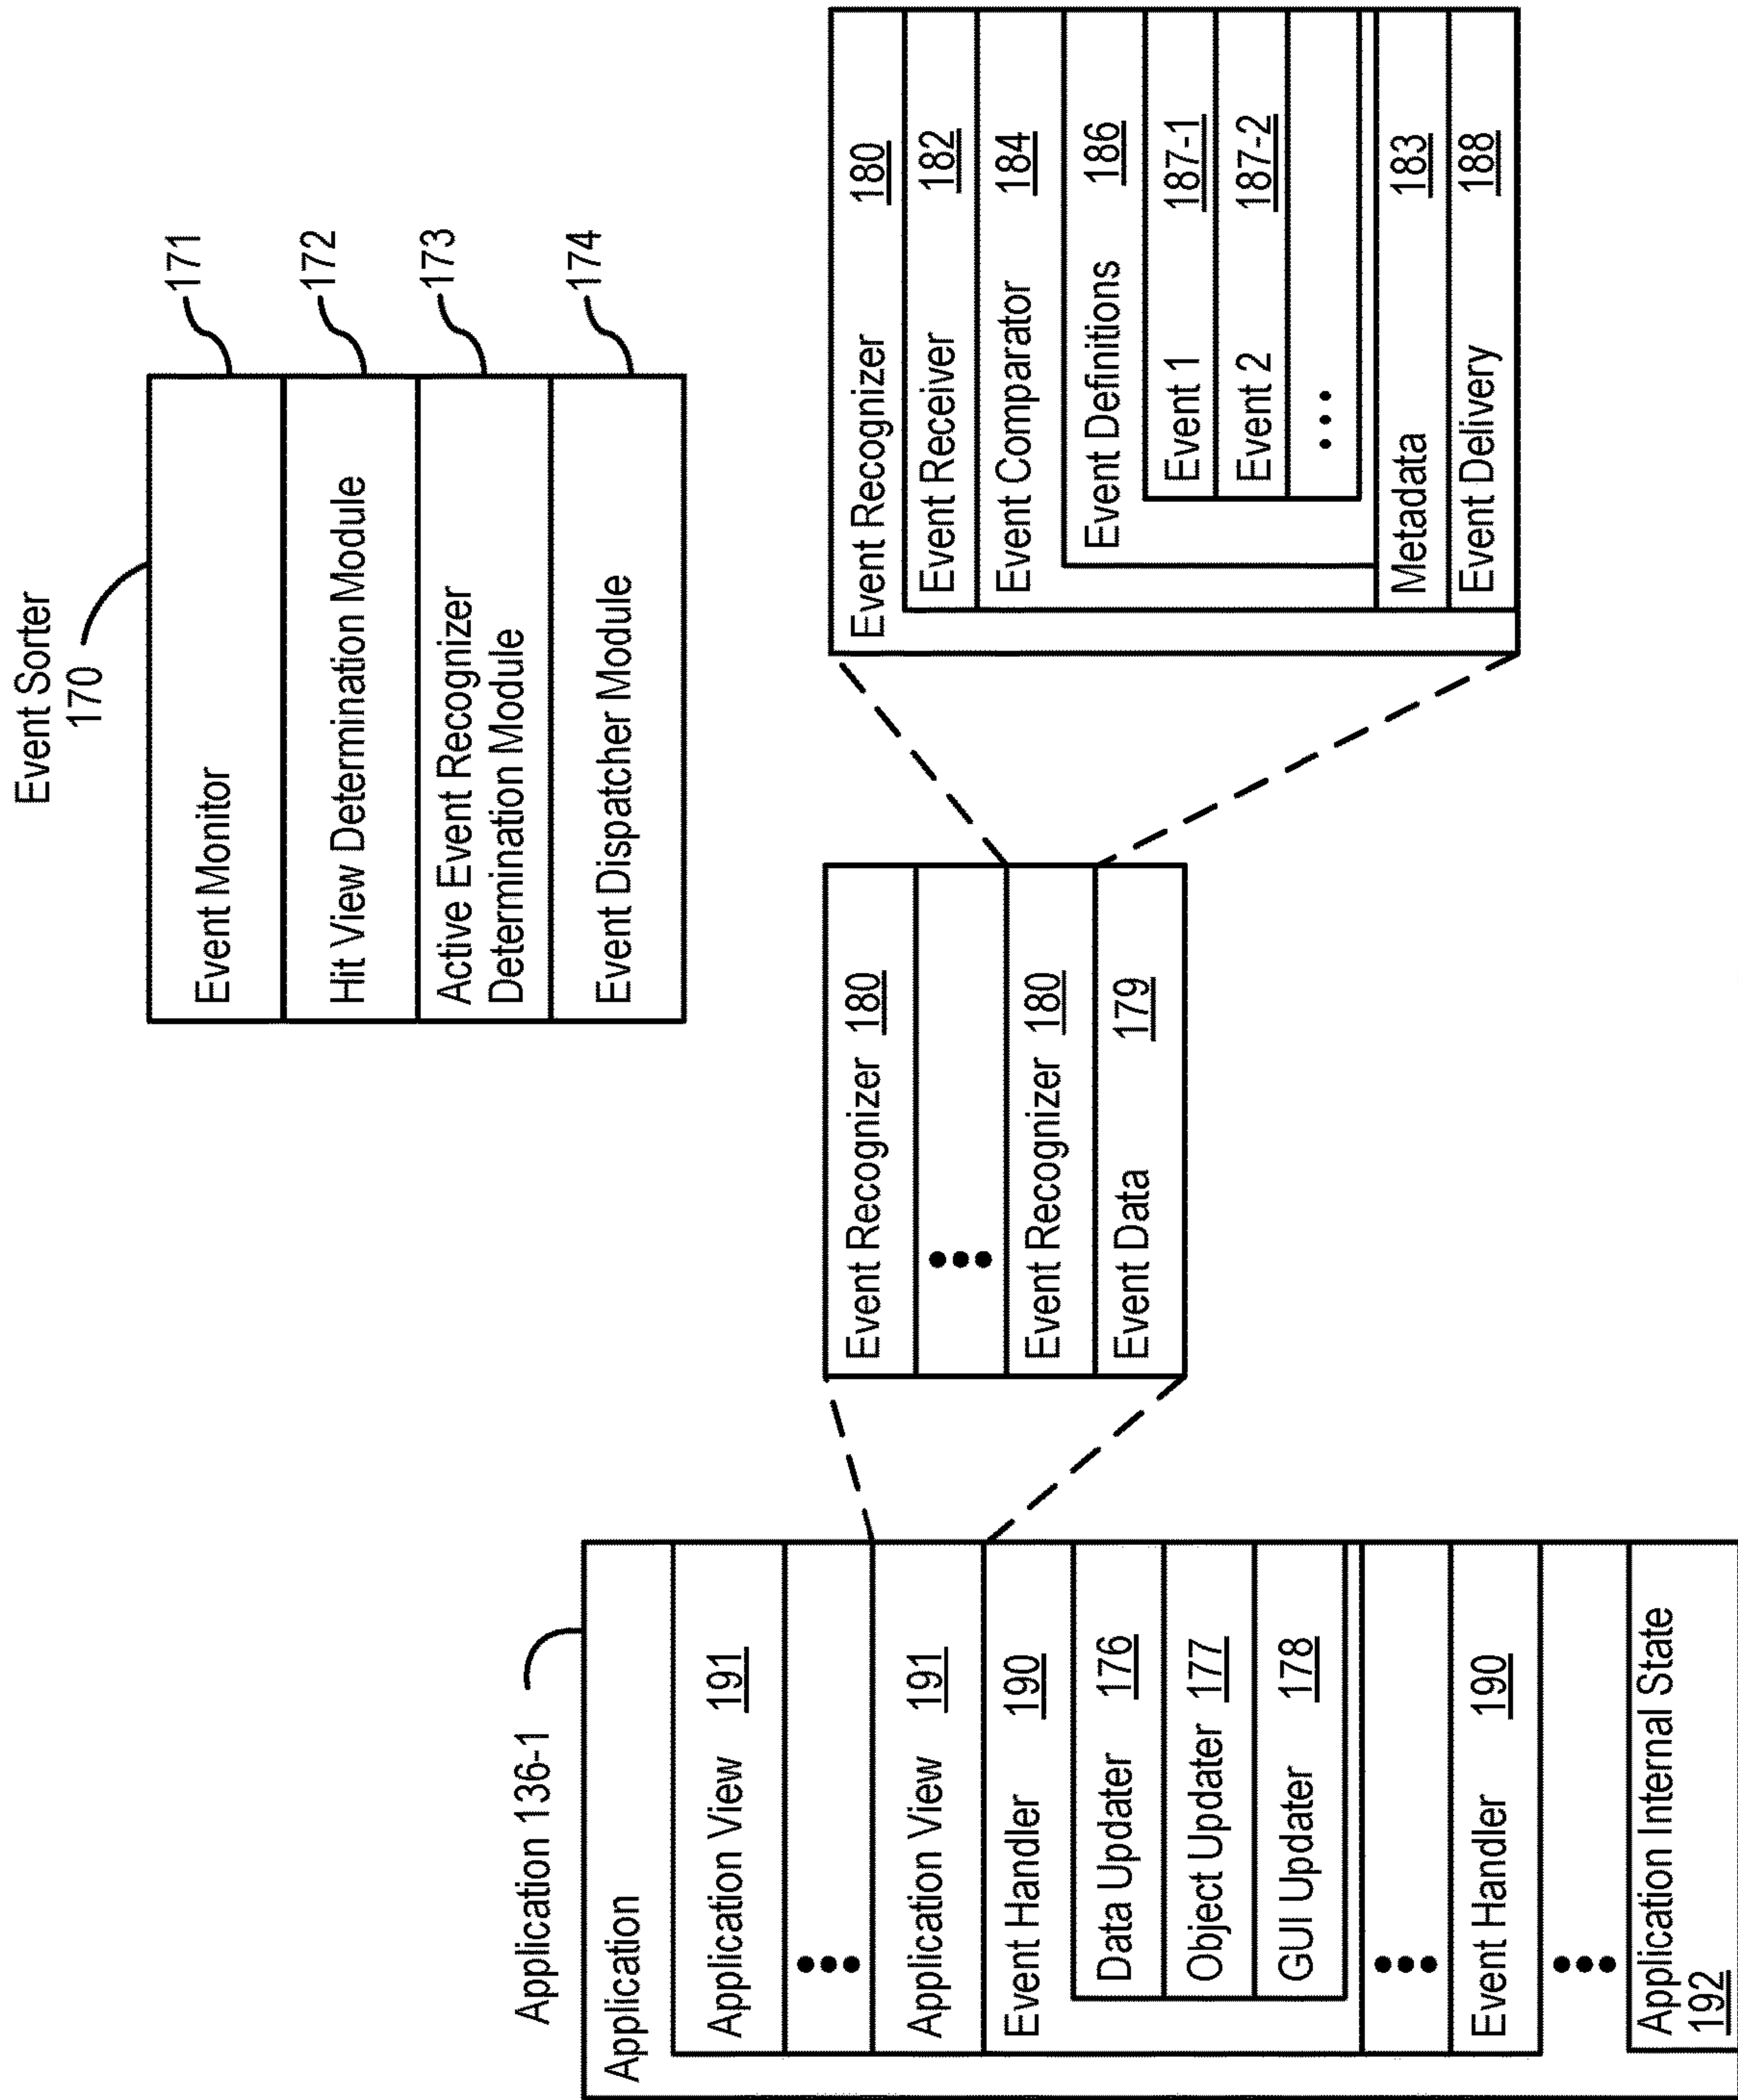 Event Sorter
170
Event Monitor
171
Hit View Determination Module
172
Active Event Recognizer
Determination Module
173
Event Dispatcher Module
174
Application 136-1
Application
Application View 191
•••
Application View 191
Event Handler 190
Data Updater 176
Object Updater 177
GUI Updater 178
•••
Event Handler 190
•••
Application Internal State
192
Event Recognizer 180
•••
Event Recognizer 180
Event Data 179
Event Recognizer 180
Event Receiver 182
Event Comparator 184
Event Definitions 186
Event 1 187-1
Event 2 187-2
•••
Metadata 183
Event Delivery 188